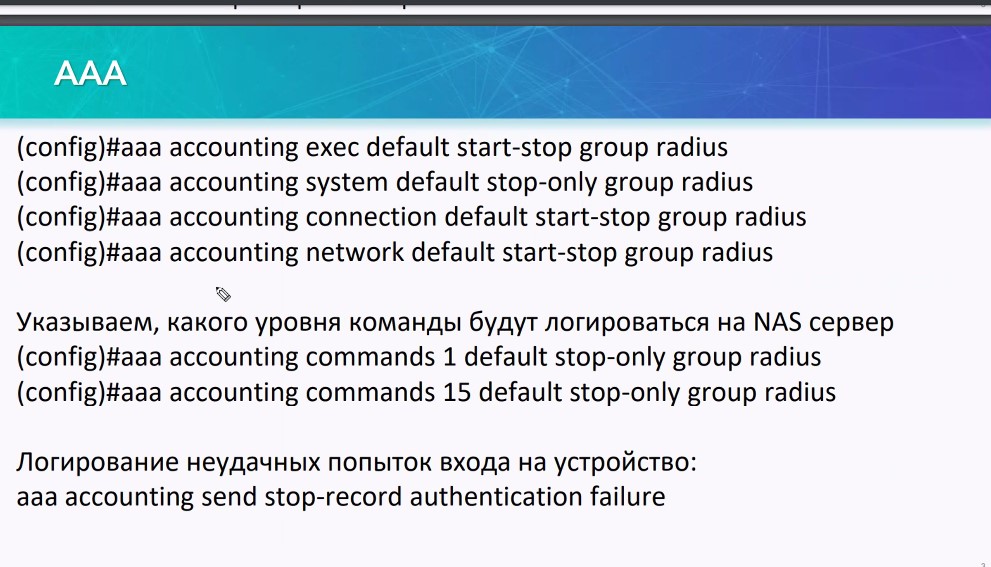 AAA
(config)#aaa accounting exec default start-stop group radius
(config)#aaa accounting system default stop-only group radius
(config)#aaa accounting connection default start-stop group radius
(config)#aaa accounting network default start-stop group radius
Указываем, какого уровня команды будут логироваться на NAS сервер
(config)#aaa accounting commands 1 default stop-only group radius
(config)#aaa accounting commands 15 default stop-only group radius
Логирование неудачных попыток входа на устройство:
aaa accounting send stop-record authentication failure